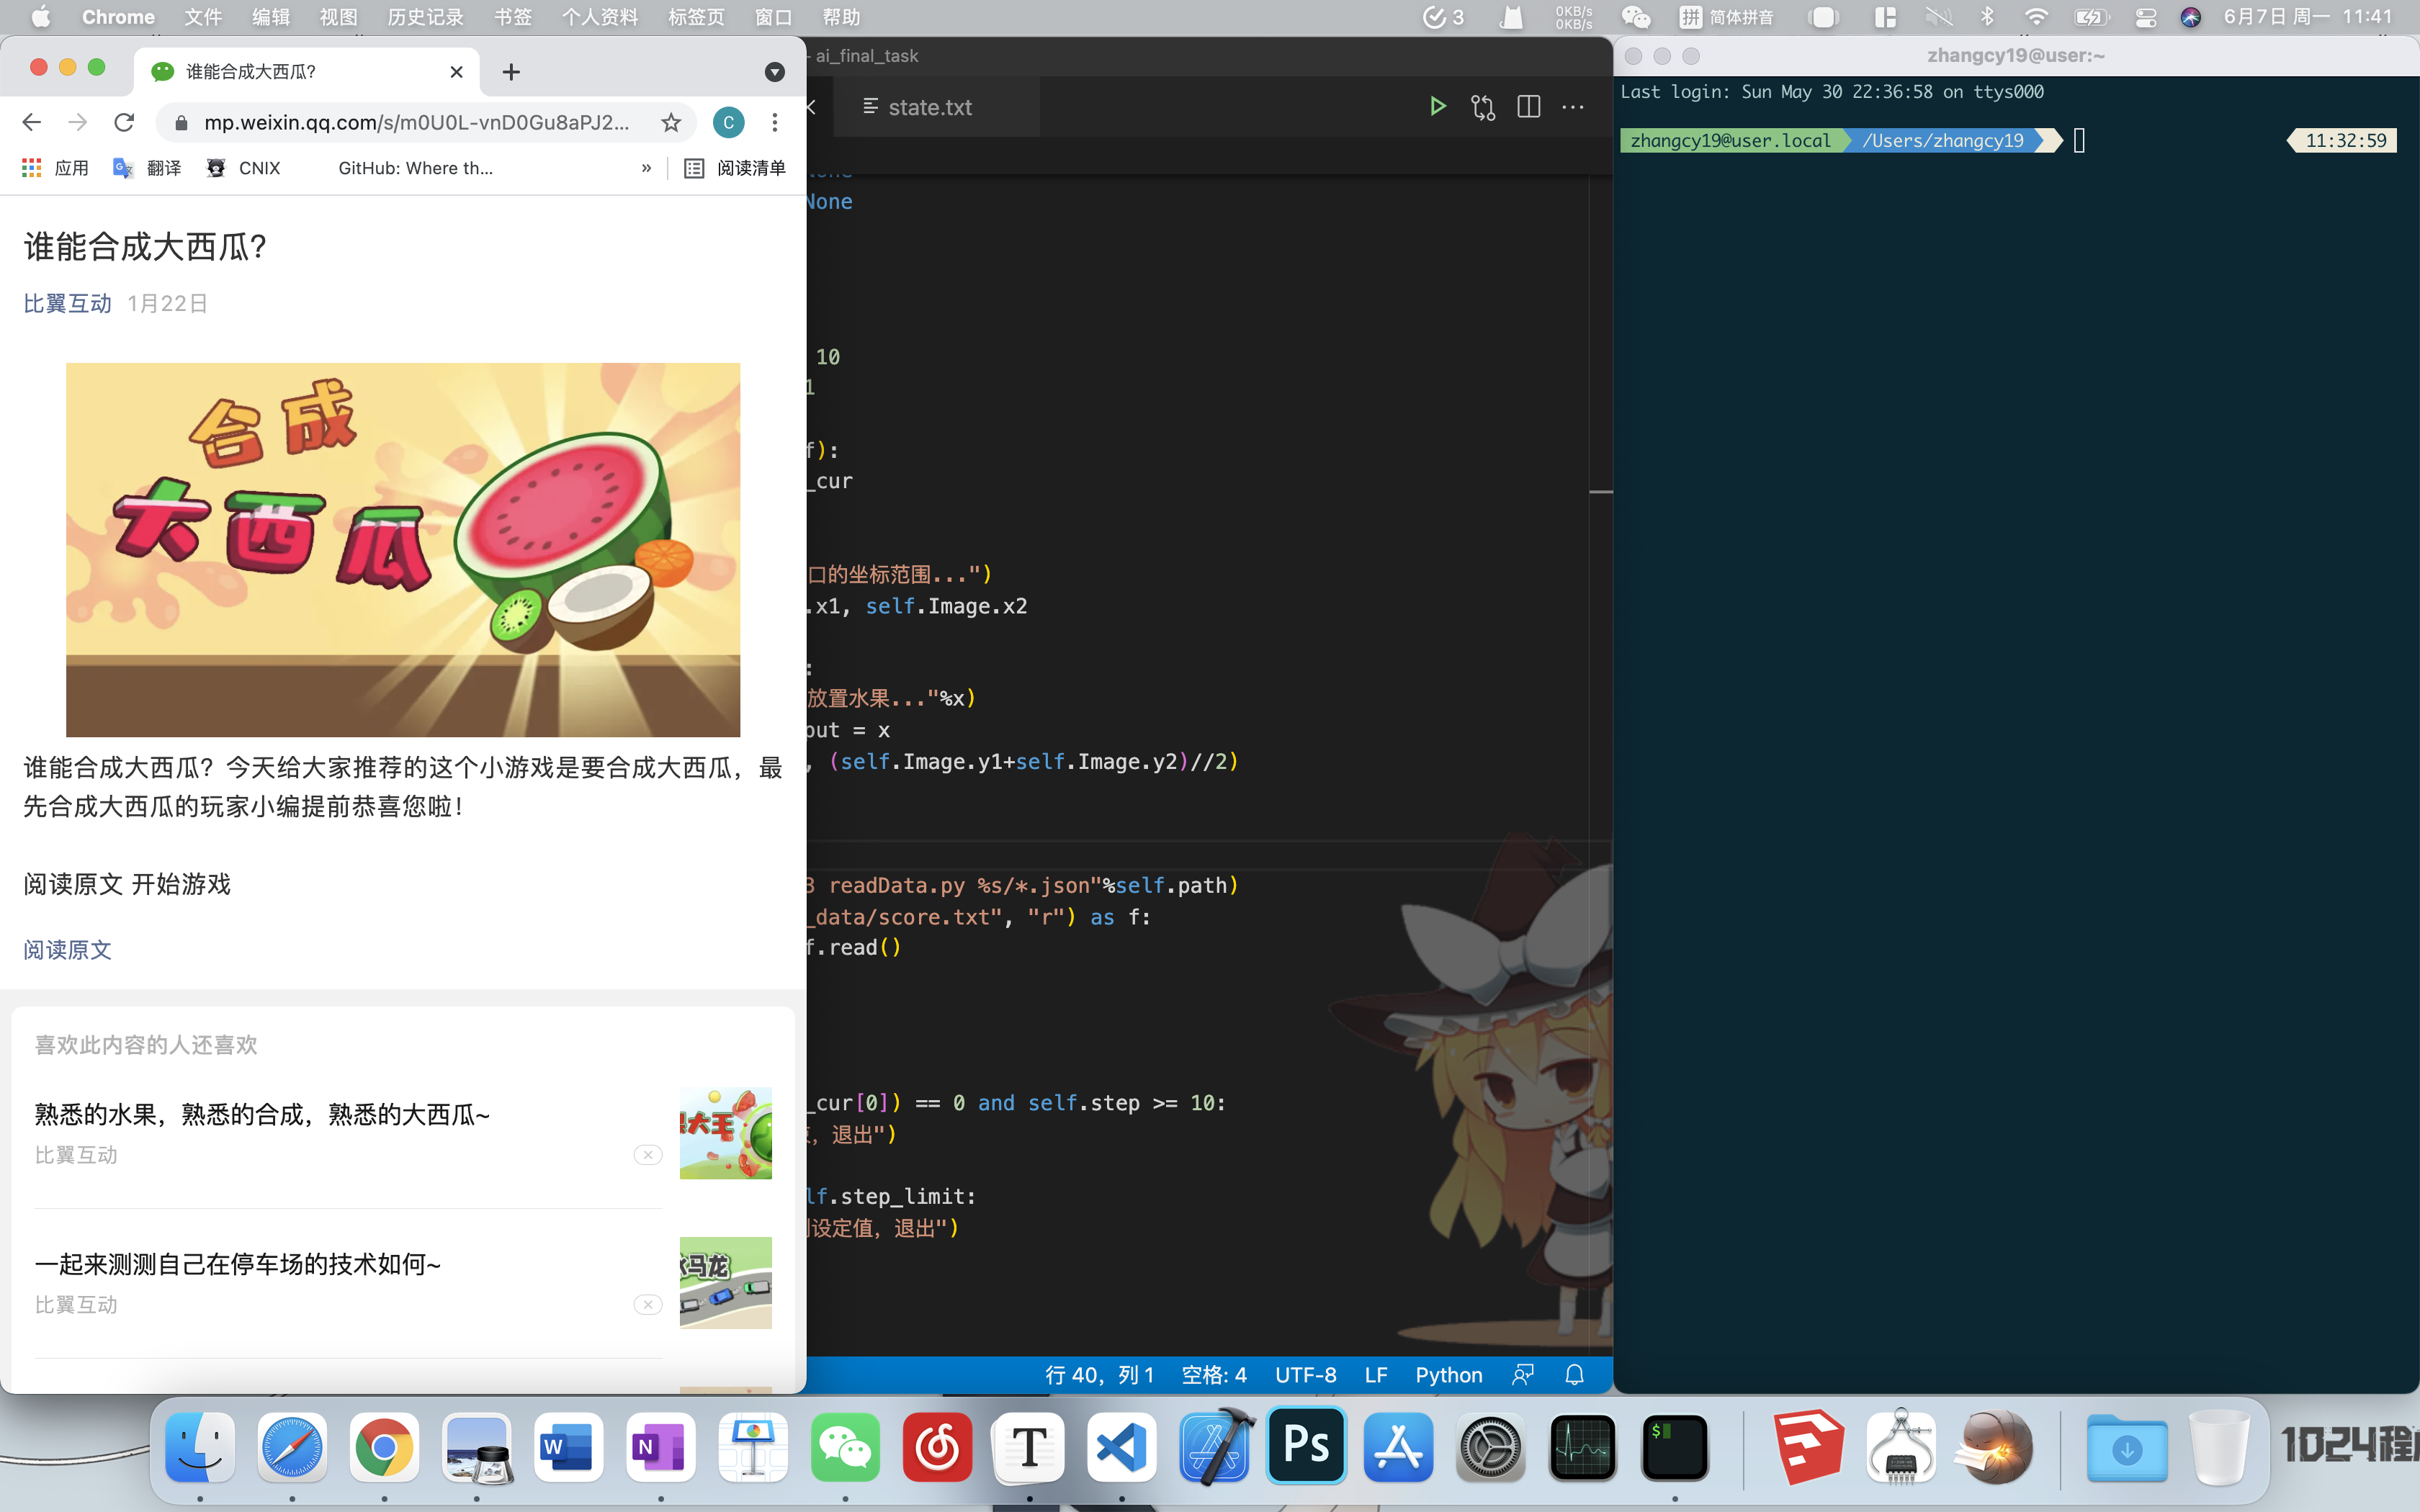 Chrome 文件 编辑 视图 历史记录 书签 个人资料 标签页 窗口 帮助
3 0KB/s 0KB/s 拼 简体拼音 6月7日 周一 11:41
谁能合成大西瓜？
mp.weixin.qq.com/s/m0U0L-vnD0Gu8aPJ2... C
应用 翻译 CNIX GitHub: Where th... » 阅读清单
谁能合成大西瓜？
比翼互动 1月22日
合成
大西瓜
谁能合成大西瓜？今天给大家推荐的这个小游戏是要合成大西瓜，最
先合成大西瓜的玩家小编提前恭喜您啦！
阅读原文 开始游戏
阅读原文
喜欢此内容的人还喜欢
熟悉的水果，熟悉的合成，熟悉的大西瓜~
比翼互动
大王
一起来测测自己在停车场的技术如何~
比翼互动
马龙
ai_final_task
state.txt
None
10
1
f):
_cur
口的坐标范围...")
.x1, self.Image.x2
:
放置水果..."%x)
out = x
, (self.Image.y1+self.Image.y2)//2)
3 readData.py %s/*.json"%self.path)
_data/score.txt", "r") as f:
f.read()
_cur[0]) == 0 and self.step >= 10:
，退出")
lf.step_limit:
设定值，退出")
行 40，列 1 空格: 4 UTF-8 LF Python
zhangcy19@user:~
Last login: Sun May 30 22:36:58 on ttys000
zhangcy19@user.local /Users/zhangcy19 11:32:59
W N T $ Ps
1024程